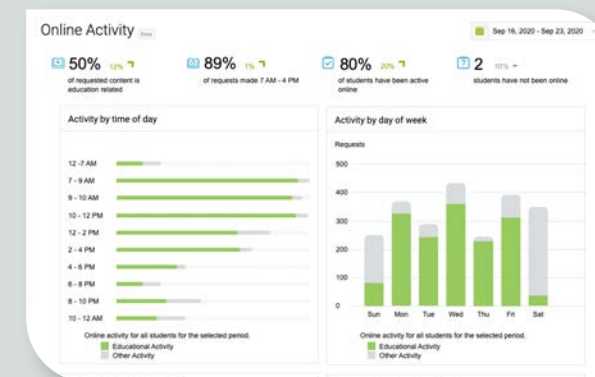 Online Activity Beta
Sep 16, 2020 - Sep 23, 2020
50% 12%
of requested content is
education related
89% 1%
of requests made 7 AM - 4 PM
80% 20%
of students have been active
online
2 10%
students have not been online
Activity by time of day
12 -7 AM
7 - 9 AM
9 - 10 AM
10 - 12 PM
12 - 2 PM
2 - 4 PM
4 - 6 PM
6 - 8 PM
8 - 10 PM
10 - 12 AM
Online activity for all students for the selected period.
Educational Activity
Other Activity
Activity by day of week
Requests
500
400
300
200
100
0
Sun Mon Tue Wed Thu Fri Sat
Online activity for all students for the selected period.
Educational Activity
Other Activity